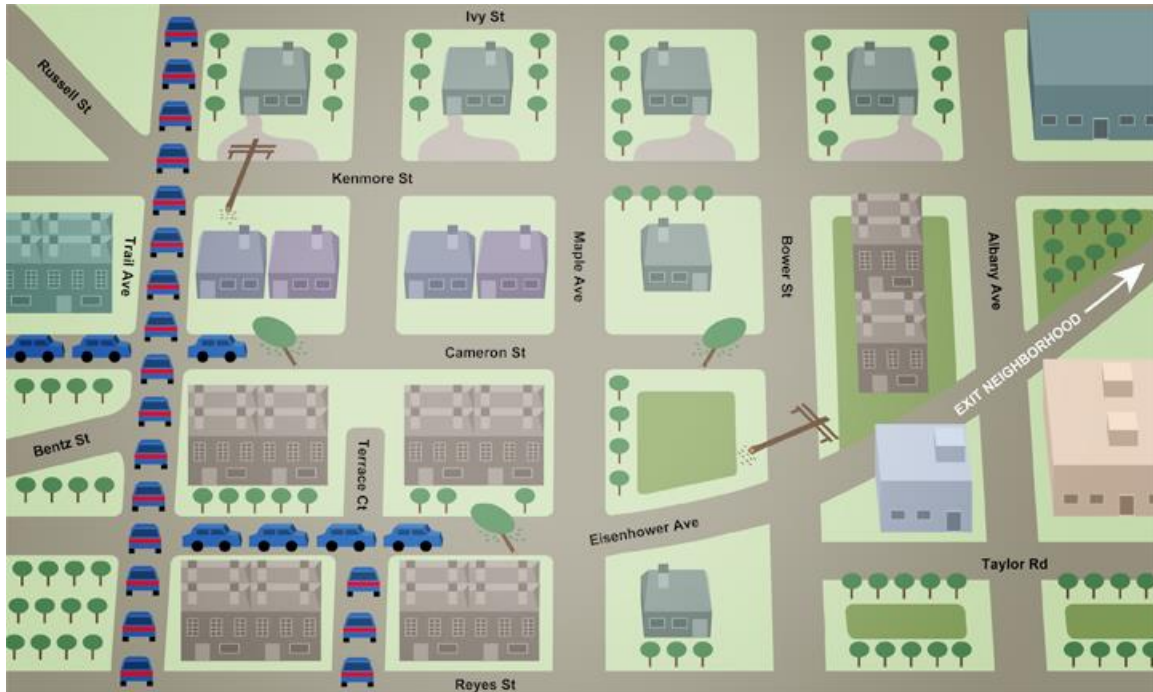 Ivy St
Russell St
Kenmore St
Trail Ave
Maple Ave
Bower St
Albany Ave
Cameron St
EXIT NEIGHBORHOOD
Bentz St
Terrace Ct
Eisenhower Ave
Taylor Rd
Reyes St